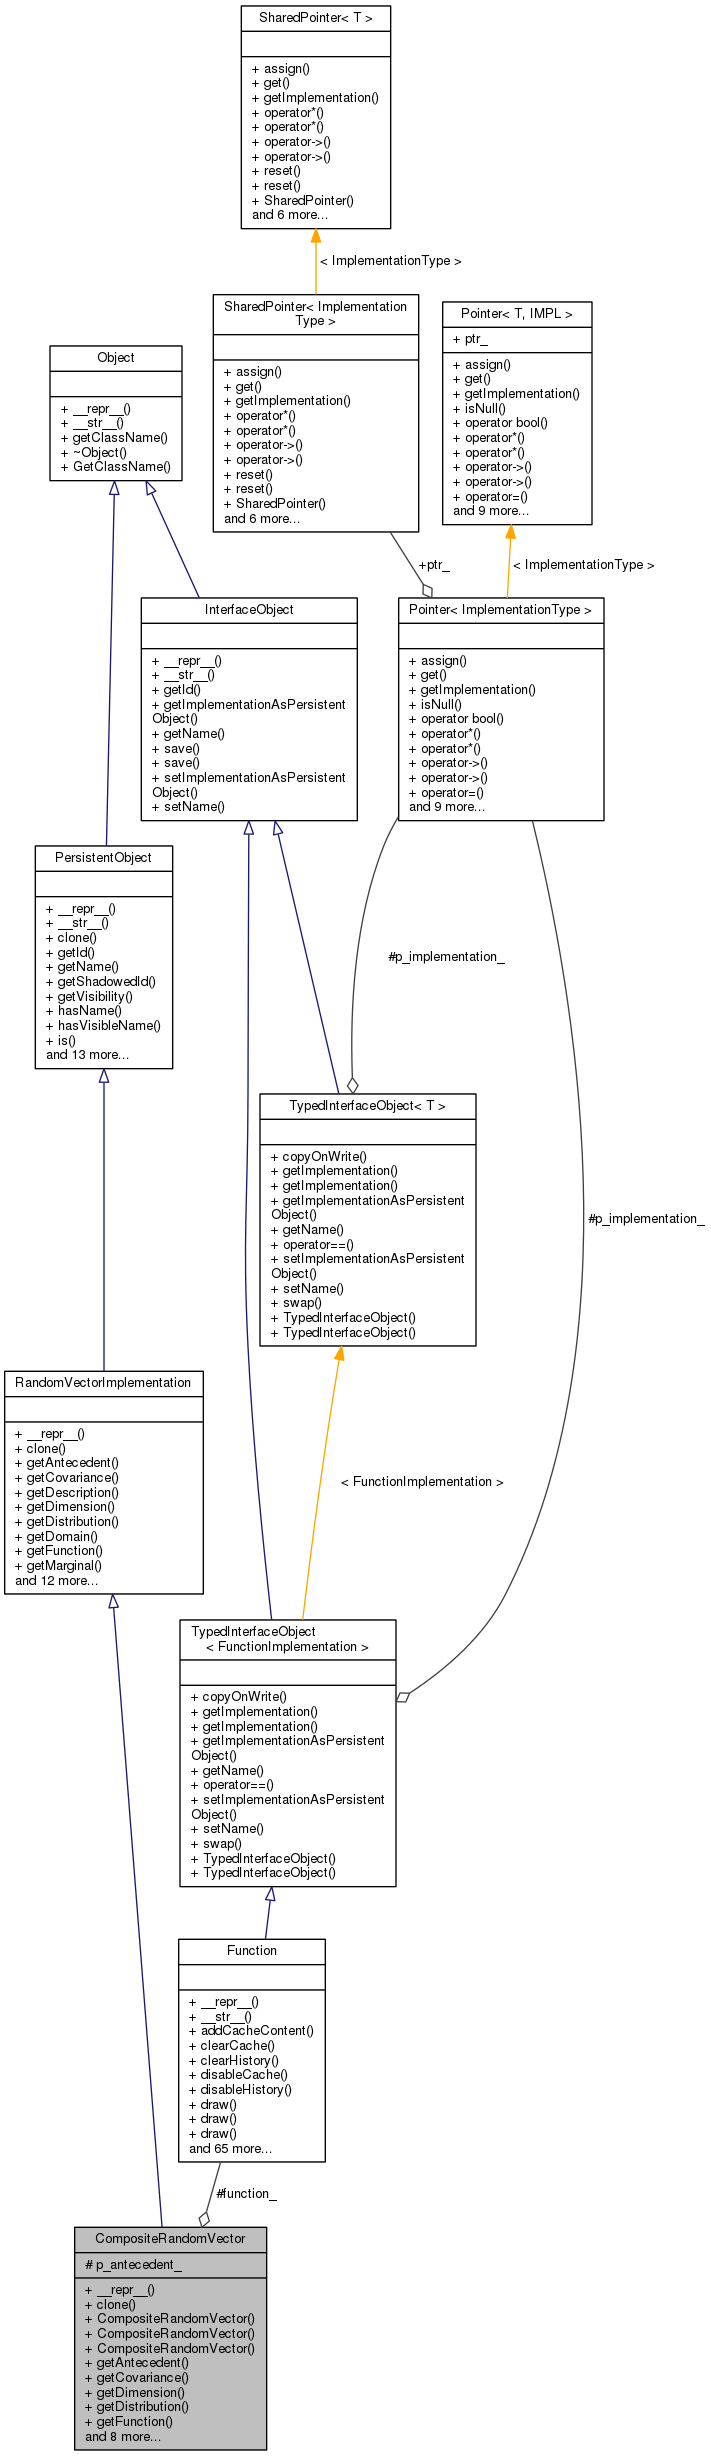 SharedPointer< T >
+ assign()
+ get()
+ getImplementation()
+ operator*()
+ operator*()
+ operator->()
+ operator->()
+ reset()
+ reset()
+ SharedPointer()
and 6 more...
< ImplementationType >
SharedPointer< Implementation
Type >
+ assign()
+ get()
+ getImplementation()
+ operator*()
+ operator*()
+ operator->()
+ operator->()
+ reset()
+ reset()
+ SharedPointer()
and 6 more...
Pointer< T, IMPL >
+ ptr_
+ assign()
+ get()
+ getImplementation()
+ isNull()
+ operator bool()
+ operator*()
+ operator*()
+ operator->()
+ operator->()
+ operator=()
and 9 more...
Object
+ __repr__()
+ __str__()
+ getClassName()
+ ~Object()
+ GetClassName()
+ptr_
< ImplementationType >
InterfaceObject
+ __repr__()
+ __str__()
+ getId()
+ getImplementationAsPersistent
Object()
+ getName()
+ save()
+ save()
+ setImplementationAsPersistent
Object()
+ setName()
Pointer< ImplementationType >
+ assign()
+ get()
+ getImplementation()
+ isNull()
+ operator bool()
+ operator*()
+ operator*()
+ operator->()
+ operator->()
+ operator=()
and 9 more...
PersistentObject
+ __repr__()
+ __str__()
+ clone()
+ getId()
+ getName()
+ getShadowedId()
+ getVisibility()
+ hasName()
+ hasVisibleName()
+ is()
and 13 more...
#p_implementation_
TypedInterfaceObject< T >
+ copyOnWrite()
+ getImplementation()
+ getImplementation()
+ getImplementationAsPersistent
Object()
+ getName()
+ operator==()
+ setImplementationAsPersistent
Object()
+ setName()
+ swap()
+ TypedInterfaceObject()
+ TypedInterfaceObject()
#p_implementation_
RandomVectorImplementation
+ __repr__()
+ clone()
+ getAntecedent()
+ getCovariance()
+ getDescription()
+ getDimension()
+ getDistribution()
+ getDomain()
+ getFunction()
+ getMarginal()
and 12 more...
< FunctionImplementation >
TypedInterfaceObject
< FunctionImplementation >
+ copyOnWrite()
+ getImplementation()
+ getImplementation()
+ getImplementationAsPersistent
Object()
+ getName()
+ operator==()
+ setImplementationAsPersistent
Object()
+ setName()
+ swap()
+ TypedInterfaceObject()
+ TypedInterfaceObject()
Function
+ __repr__()
+ __str__()
+ addCacheContent()
+ clearCache()
+ clearHistory()
+ disableCache()
+ disableHistory()
+ draw()
+ draw()
+ draw()
and 65 more...
#function_
CompositeRandomVector
# p_antecedent_
+ __repr__()
+ clone()
+ CompositeRandomVector()
+ CompositeRandomVector()
+ CompositeRandomVector()
+ getAntecedent()
+ getCovariance()
+ getDimension()
+ getDistribution()
+ getFunction()
and 8 more...